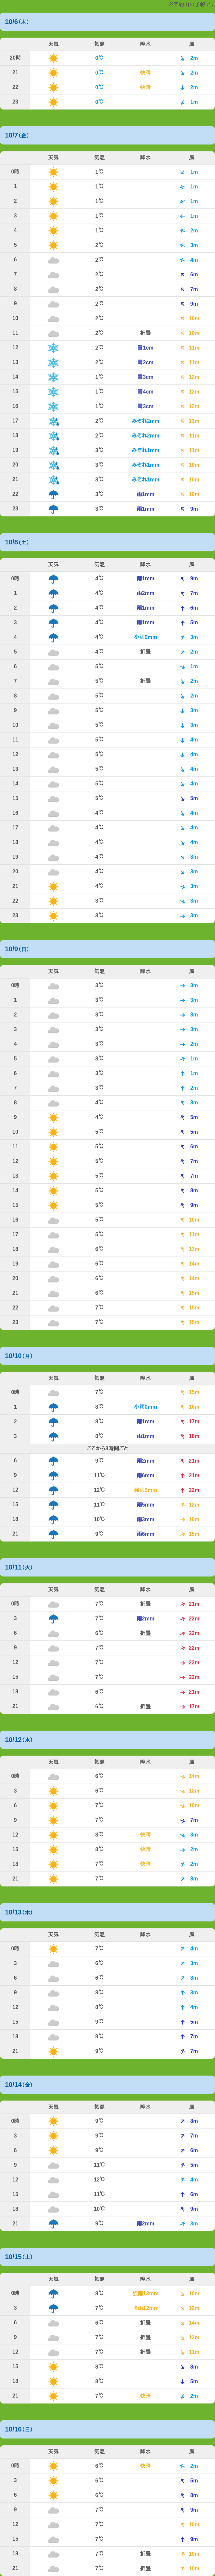 10/6(木)
天気 気温 降水 風
20時 0℃ 2m
21 0℃ 快晴 2m
22 0℃ 快晴 2m
23 0℃ 1m
10/7(金)
天気 気温 降水 風
0時 1℃ 1m
1 1℃ 1m
2 1℃ 1m
3 1℃ 1m
4 1℃ 2m
5 2℃ 3m
6 2℃ 4m
7 2℃ 6m
8 2℃ 7m
9 2℃ 9m
10 2℃ 10m
11 2℃ 折曇 10m
12 2℃ 雪1cm 11m
13 2℃ 雪2cm 11m
14 1℃ 雪3cm 12m
15 1℃ 雪4cm 12m
16 1℃ 雪3cm 12m
17 2℃ みぞれ2mm 11m
18 2℃ みぞれ2mm 11m
19 3℃ みぞれ1mm 11m
20 3℃ みぞれ1mm 10m
21 3℃ みぞれ1mm 10m
22 3℃ 雨1mm 10m
23 3℃ 雨1mm 9m
10/8(土)
天気 気温 降水 風
0時 4℃ 雨1mm 9m
1 4℃ 雨2mm 7m
2 4℃ 雨1mm 6m
3 4℃ 雨1mm 5m
4 4℃ 小雨0mm 3m
5 4℃ 折曇 2m
6 5℃ 1m
7 5℃ 折曇 2m
8 5℃ 2m
9 5℃ 3m
10 5℃ 3m
11 5℃ 4m
12 5℃ 4m
13 5℃ 4m
14 5℃ 4m
15 5℃ 5m
16 4℃ 4m
17 4℃ 4m
18 4℃ 4m
19 4℃ 3m
20 4℃ 3m
21 4℃ 3m
22 3℃ 3m
23 3℃ 3m
10/9(日)
天気 気温 降水 風
0時 3℃ 3m
1 3℃ 3m
2 3℃ 3m
3 3℃ 3m
4 3℃ 2m
5 3℃ 1m
6 3℃ 1m
7 3℃ 2m
8 4℃ 3m
9 4℃ 5m
10 5℃ 5m
11 5℃ 6m
12 5℃ 7m
13 5℃ 7m
14 5℃ 8m
15 5℃ 9m
16 5℃ 10m
17 5℃ 11m
18 6℃ 13m
19 6℃ 14m
20 6℃ 14m
21 6℃ 15m
22 7℃ 15m
23 7℃ 15m
10/10(月)
天気 気温 降水 風
0時 7℃ 15m
1 8℃ 小雨0mm 16m
2 8℃ 雨1mm 17m
3 8℃ 雨1mm 18m
ここから3時間ごと
6 9℃ 雨2mm 21m
9 11℃ 雨6mm 21m
12 12℃ 22m
15 11℃ 雨5mm 12m
18 10℃ 雨3mm 10m
21 9℃ 雨6mm 15m
10/11(火)
天気 気温 降水 風
0時 7℃ 折曇 21m
3 7℃ 雨2mm 22m
6 7℃ 折曇 22m
9 7℃ 22m
12 7℃ 22m
15 7℃ 22m
18 6℃ 21m
21 6℃ 折曇 17m
10/12(水)
天気 気温 降水 風
0時 6℃ 14m
3 6℃ 12m
6 7℃ 10m
9 7℃ 7m
12 8℃ 快晴 3m
15 8℃ 快晴 2m
18 7℃ 快晴 2m
21 7℃ 3m
10/13(木)
天気 気温 降水 風
0時 7℃ 4m
3 6℃ 3m
6 6℃ 3m
9 8℃ 3m
12 8℃ 4m
15 9℃ 5m
18 8℃ 7m
21 9℃ 7m
10/14(金)
天気 気温 降水 風
0時 9℃ 8m
3 9℃ 7m
6 9℃ 6m
9 11℃ 5m
12 12℃ 4m
15 11℃ 6m
18 10℃ 9m
21 9℃ 雨2mm 3m
10/15(土)
天気 気温 降水 風
0時 8℃ 強雨13mm 10m
3 7℃ 強雨12mm 12m
6 6℃ 折曇 14m
9 7℃ 折曇 12m
12 7℃ 折曇 11m
15 8℃ 8m
18 8℃ 5m
21 7℃ 快晴 2m
10/16(日)
天気 気温 降水 風
0時 6℃ 快晴 2m
3 6℃ 5m
6 6℃ 8m
9 7℃ 9m
12 7℃ 10m
15 7℃ 9m
18 7℃ 折曇 10m
21 7℃ 折曇 10m